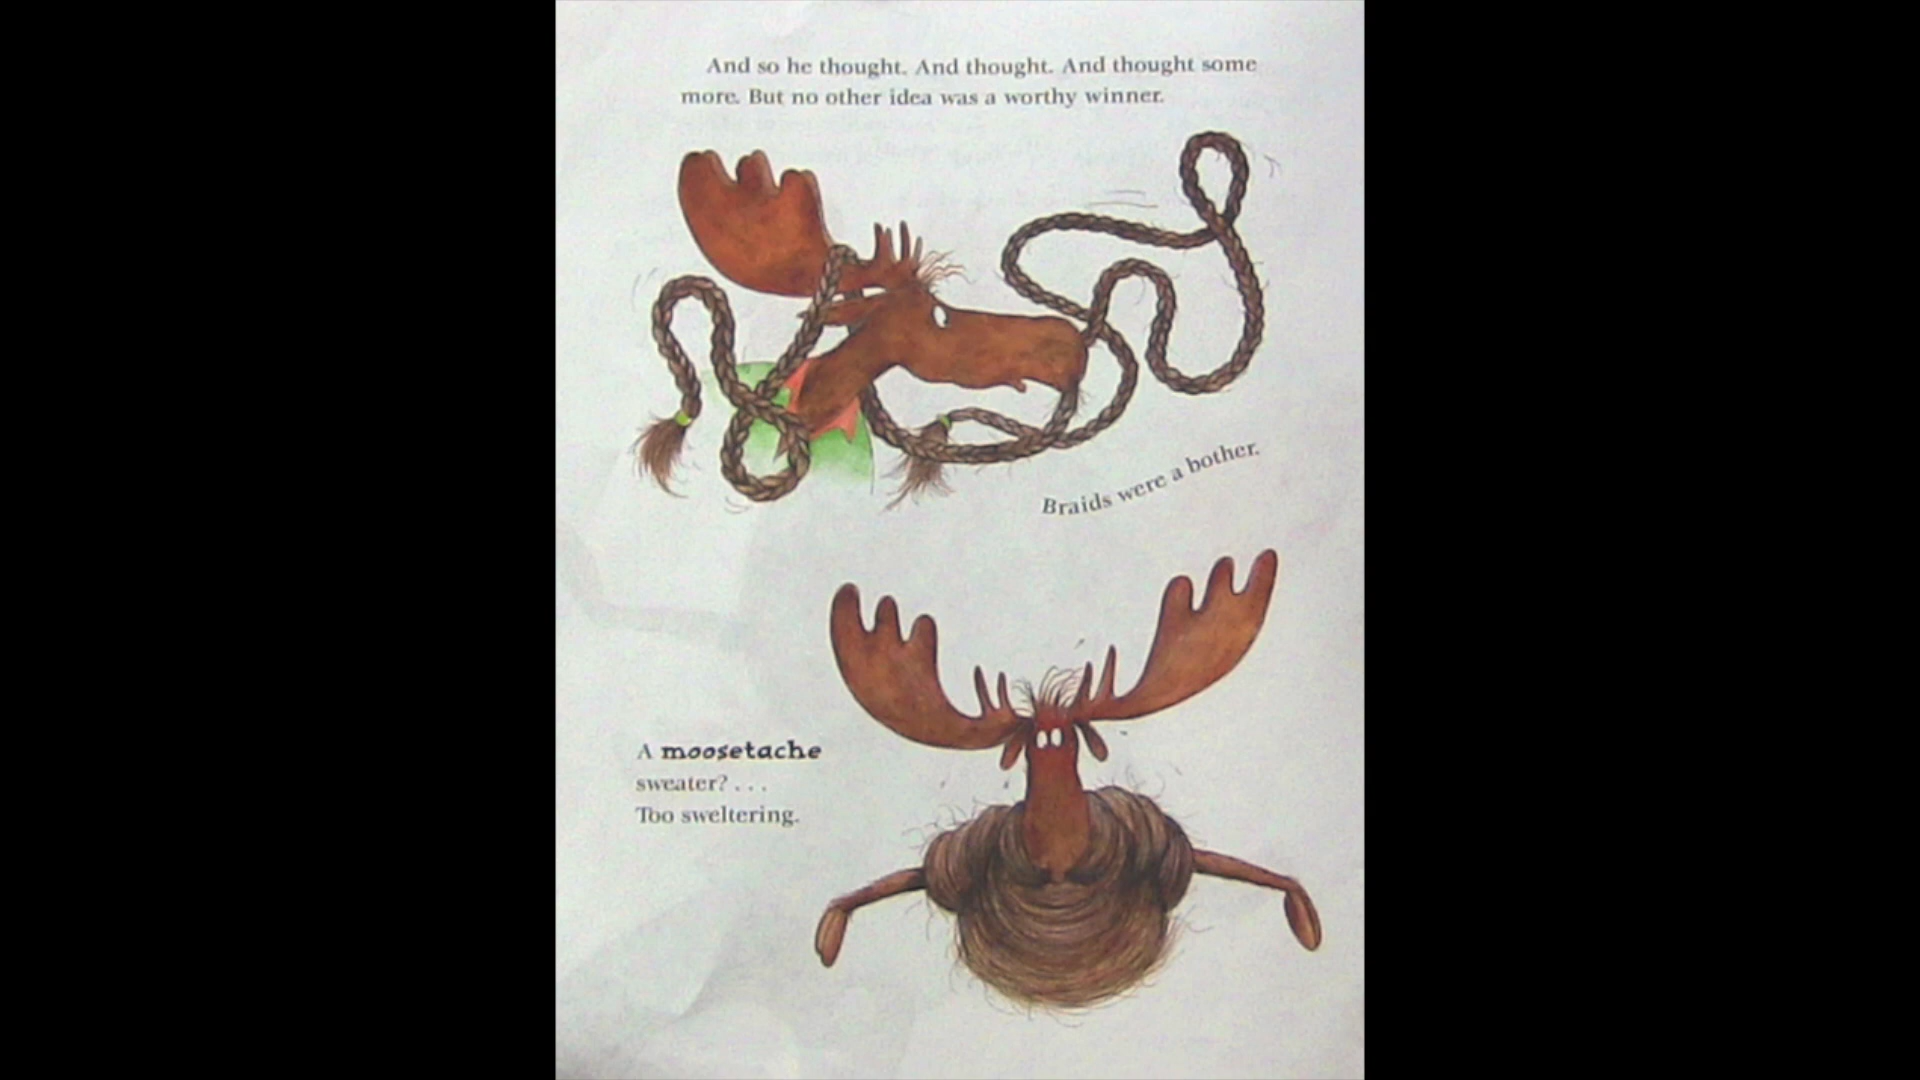 And so he thought. And thought. And thought some
more. But no other idea was a worthy winner.
Braids were a bother.
A moosetache
sweater? . . .
Too sweltering.